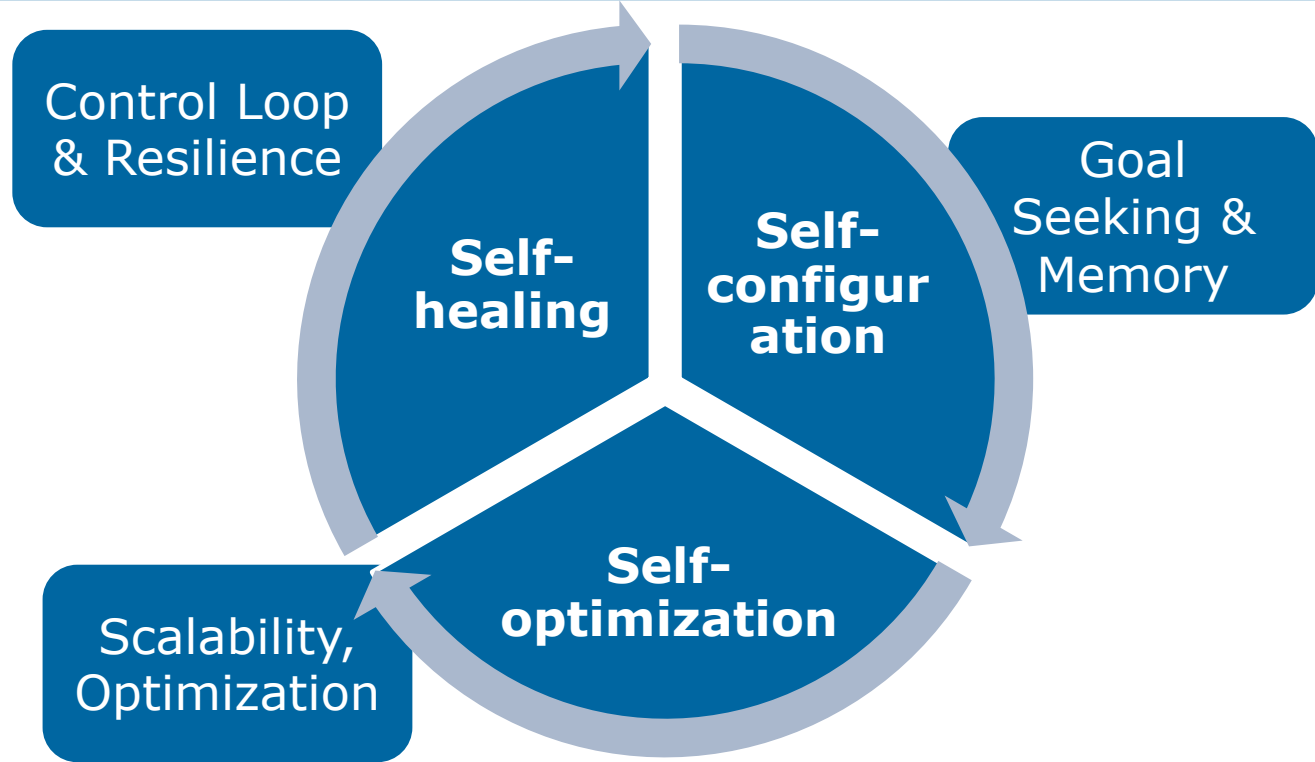 Control Loop
& Resilience
Goal
Seeking &
Memory
Self-
healing
Self-
configur
ation
Self-
optimization
Scalability,
Optimization